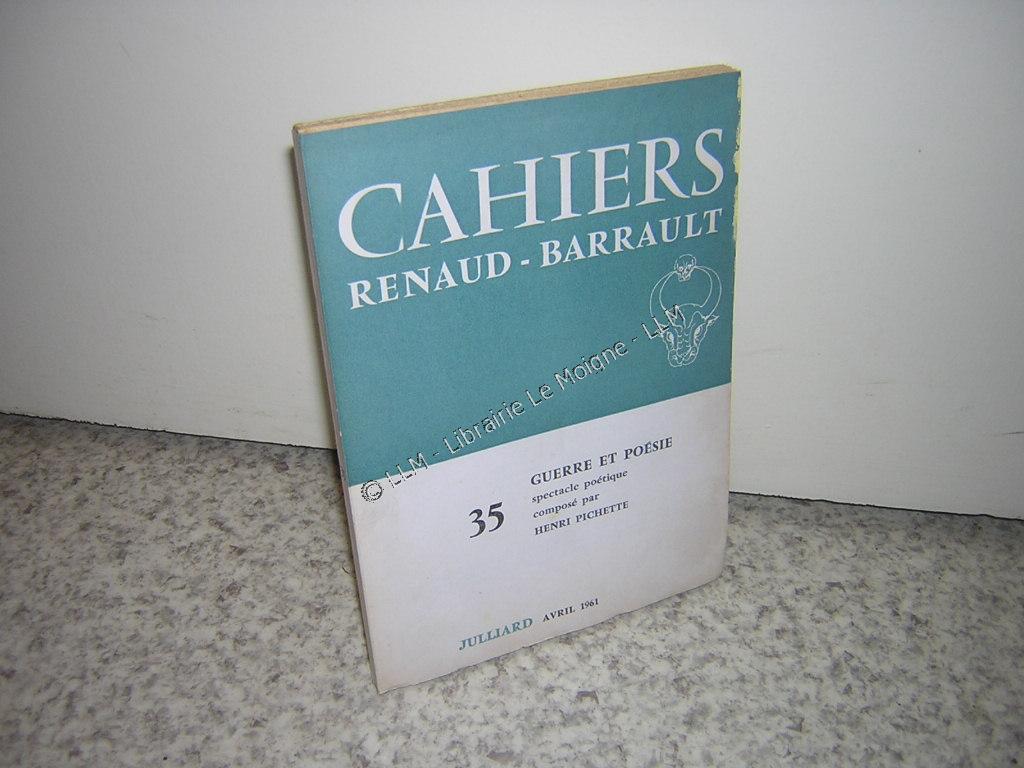 CAHIERS
RENAUD - BARRAULT
© LLM - Librairie Le Moigne - LLM
35
GUERRE ET POÉSIE
spectacle poétique
composé par
HENRI PICHETTE
JULLIARD AVRIL 1961